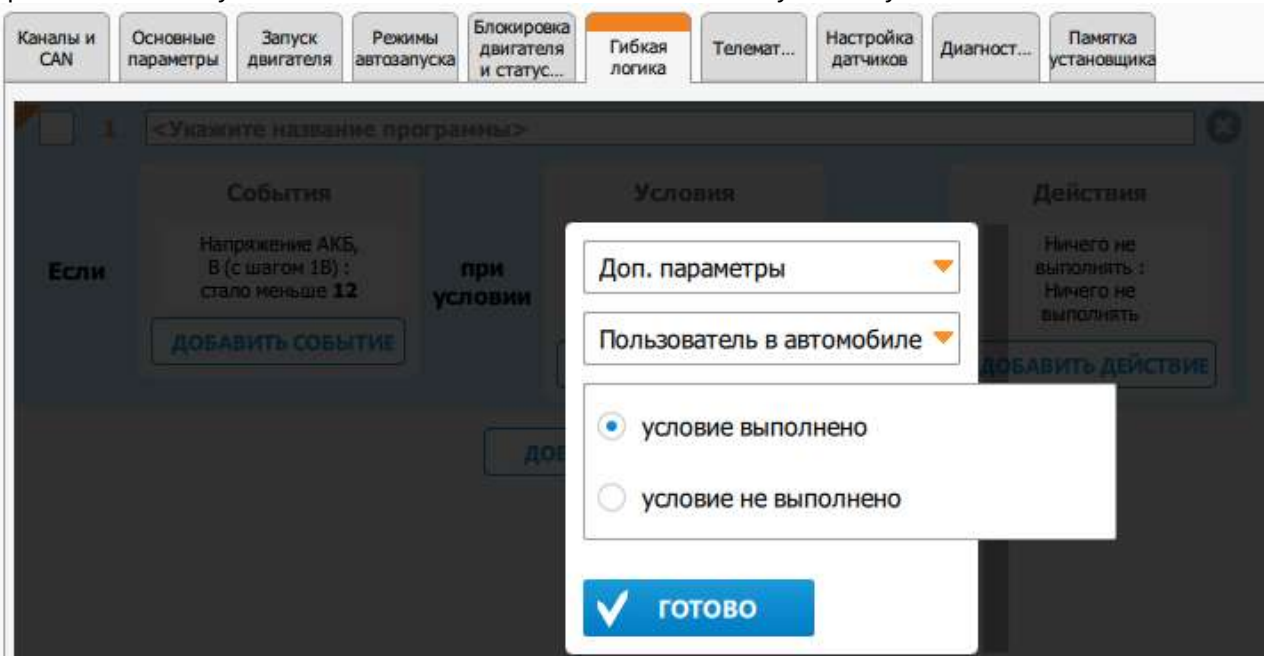 Каналы и
CAN
Основные
параметры
Запуск
двигателя
Режимы
автозапуска
Блокировка
двигателя
и статус...
Гибкая
логика
Телемат...
Настройка
датчиков
Диагност...
Памятка
установщика
1. <Укажите название программы>
События
Условия
Действия
Если
Напряжение АКБ,
В (с шагом 1В) :
стало меньше 12
ДОБАВИТЬ СОБЫТИЕ
при
условии
Доп. параметры
Пользователь в автомобиле
условие выполнено
условие не выполнено
ГОТОВО
Ничего не
выполнять :
Ничего не
выполнять
ДОБАВИТЬ ДЕЙСТВИЕ